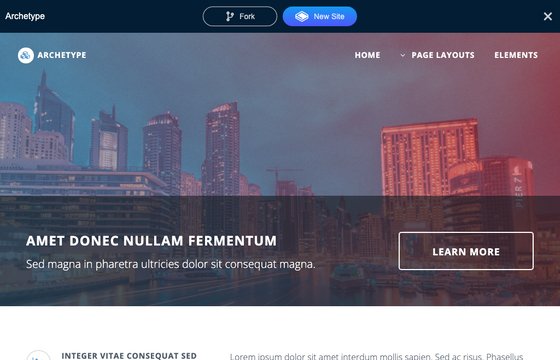 Archetype
Fork
New Site
ARCHETYPE
HOME
PAGE LAYOUTS
ELEMENTS
PIER 7
AMET DONEC NULLAM FERMENTUM
Sed magna in pharetra ultricies dolor sit consequat magna.
LEARN MORE
INTEGER VITAE CONSEQUAT SED
Lorem ipsum dolor sit amet interdum mollis sapien. Sed ac risus. Phasellus